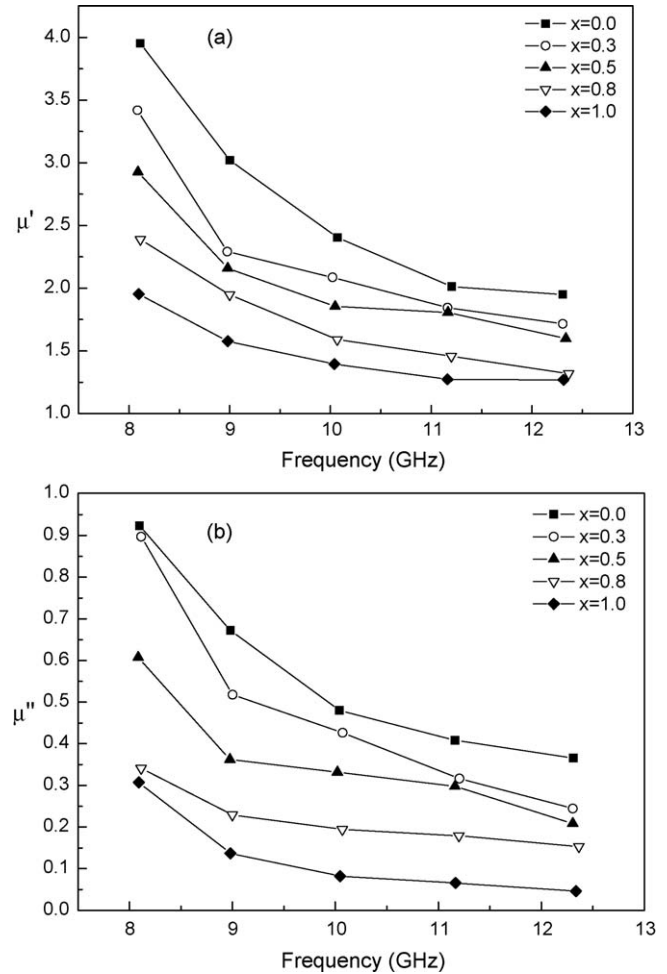 (a)
x=0.0
x=0.3
x=0.5
x=0.8
x=1.0
4.0
3.5
3.0
2.5
2.0
1.5
1.0
μ'
8 9 10 11 12 13
Frequency (GHz)
(b)
x=0.0
x=0.3
x=0.5
x=0.8
x=1.0
1.0
0.9
0.8
0.7
0.6
0.5
0.4
0.3
0.2
0.1
0.0
μ"
8 9 10 11 12 13
Frequency (GHz)